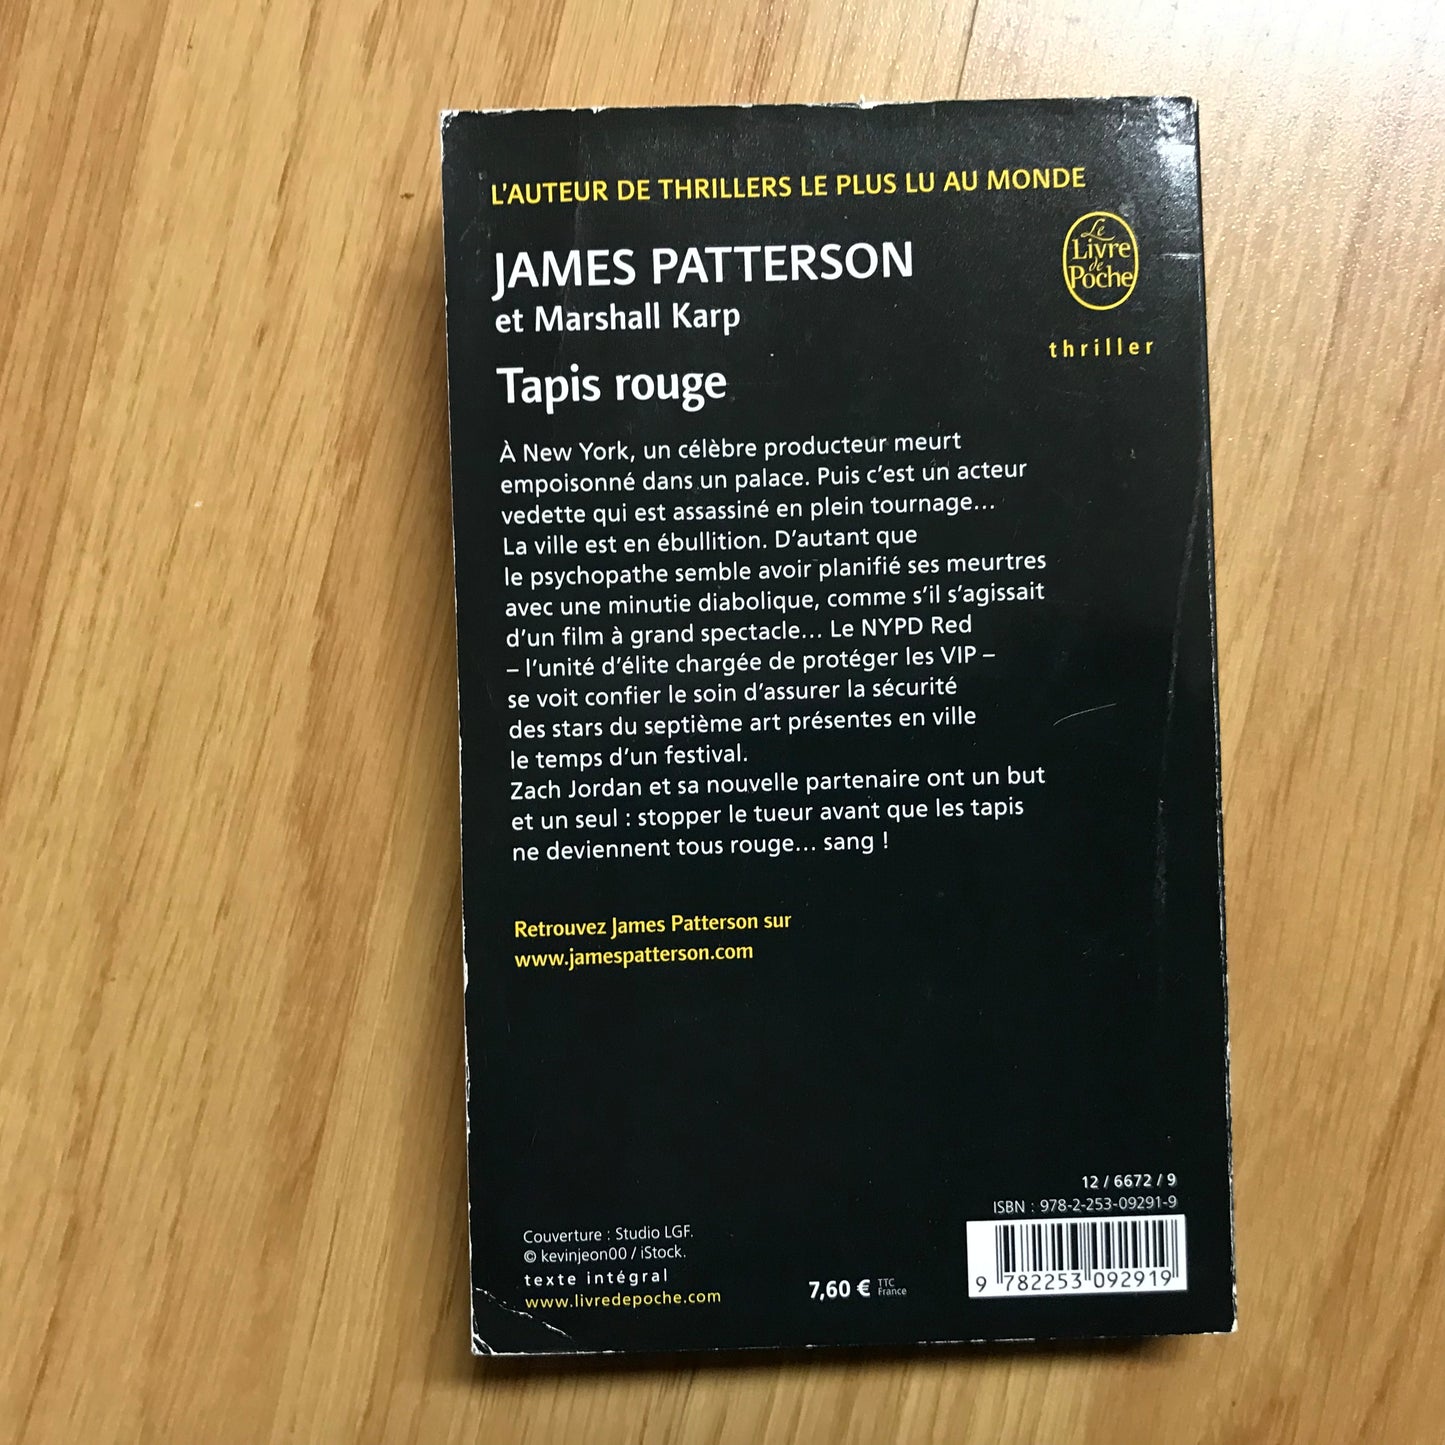 L'AUTEUR DE THRILLERS LE PLUS LU AU MONDE
JAMES PATTERSON
et Marshall Karp
Le
Livre
de
Poche
thriller
Tapis rouge
À New York, un célèbre producteur meurt
empoisonné dans un palace. Puis c'est un acteur
vedette qui est assassiné en plein tournage...
La ville est en ébullition. D'autant que
le psychopathe semble avoir planifié ses meurtres
avec une minutie diabolique, comme s'il s'agissait
d'un film à grand spectacle... Le NYPD Red
– l'unité d'élite chargée de protéger les VIP –
se voit confier le soin d'assurer la sécurité
des stars du septième art présentes en ville
le temps d'un festival.
Zach Jordan et sa nouvelle partenaire ont un but
et un seul : stopper le tueur avant que les tapis
ne deviennent tous rouge... sang !
Retrouvez James Patterson sur
www.jamespatterson.com
Couverture : Studio LGF.
© kevinjeon00 / iStock.
texte intégral
www.livredepoche.com
7,60 € TTC
France
12 / 6672 / 9
ISBN : 978-2-253-09291-9
9 782253 092919